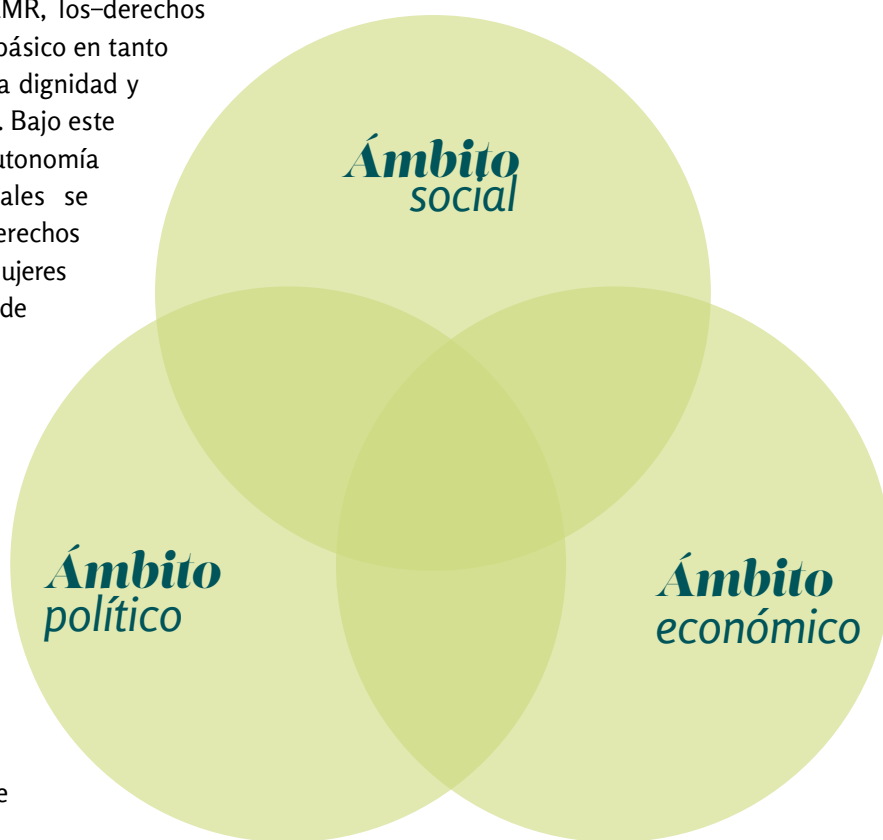 MR, los–derechos
básico en tanto
a dignidad y
. Bajo este
utonomía
ales se
erechos
ujeres
de
Ámbito
social
Ámbito
político
Ámbito
económico
e